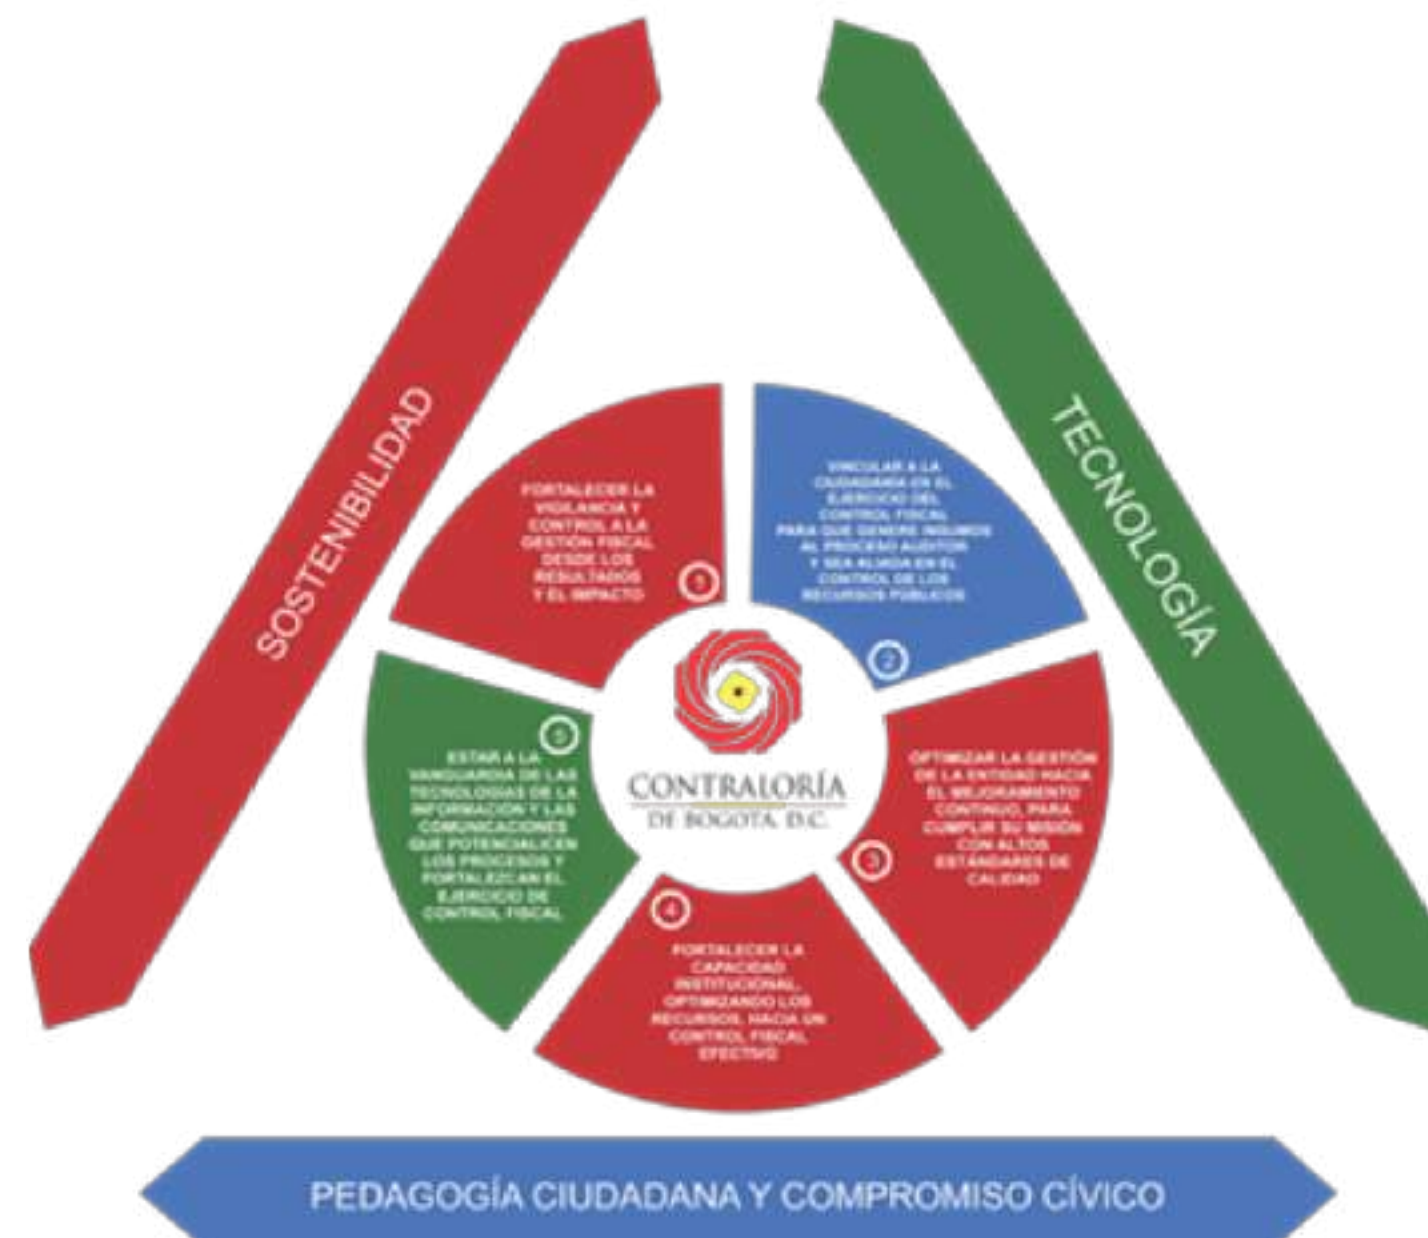 SOSTENIBILIDAD
TECNOLOGÍA
FORTALECER LA
VIGILANCIA Y
CONTROL A LA
GESTIÓN FISCAL
DESDE LOS
RESULTADOS
Y EL IMPACTO
1
VINCULAR A LA
CIUDADANÍA EN EL
EJERCICIO DEL
CONTROL FISCAL
PARA QUE GENERE INSUMOS
AL PROCESO AUDITOR
Y SEA ALIADA EN EL
CONTROL DE LOS
RECURSOS PÚBLICOS
2
OPTIMIZAR LA GESTIÓN
DE LA ENTIDAD HACIA
EL MEJORAMIENTO
CONTINUO, PARA
CUMPLIR SU MISIÓN
CON ALTOS
ESTÁNDARES DE
CALIDAD
3
4
FORTALECER LA
CAPACIDAD
INSTITUCIONAL,
OPTIMIZANDO LOS
RECURSOS, HACIA UN
CONTROL FISCAL
EFECTIVO
5
ESTAR A LA
VANGUARDIA DE LAS
TECNOLOGÍAS DE LA
INFORMACIÓN Y LAS
COMUNICACIONES
QUE POTENCIALICEN
LOS PROCESOS Y
FORTALEZCAN EL
EJERCICIO DE
CONTROL FISCAL
CONTRALORÍA
DE BOGOTÁ, D.C.
PEDAGOGÍA CIUDADANA Y COMPROMISO CÍVICO